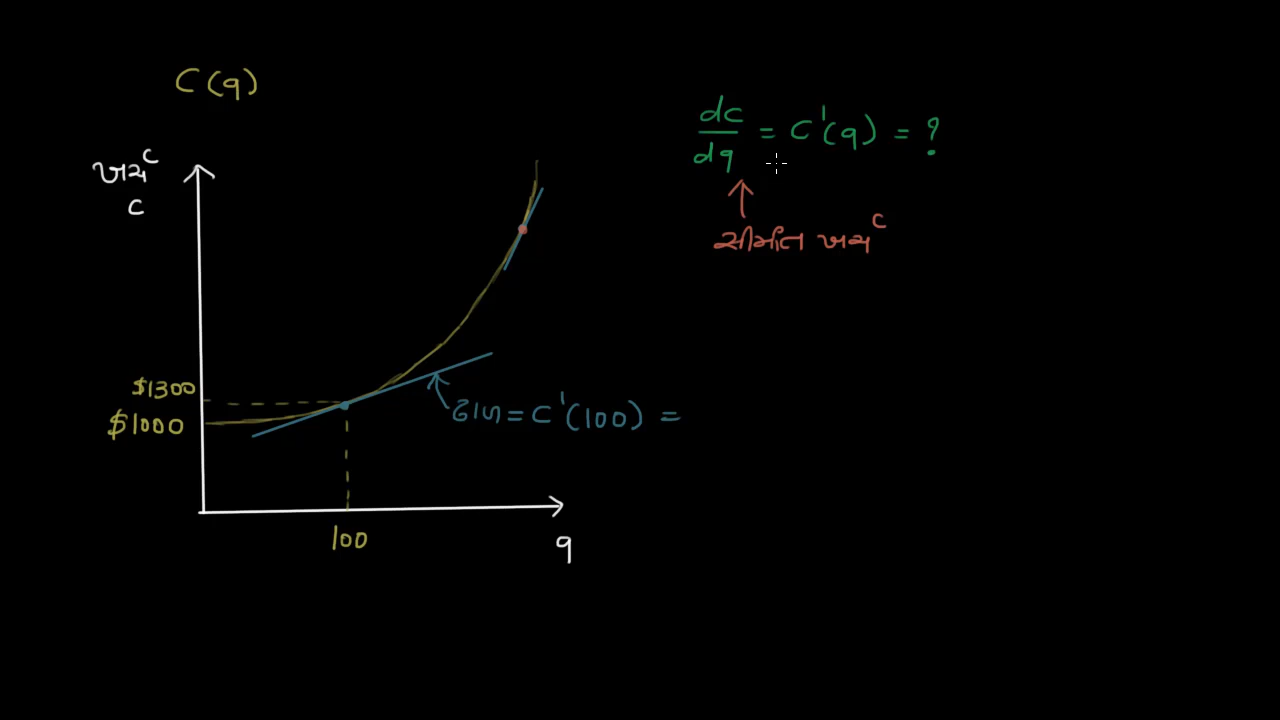 C(q)
ખર્ચ
C
$1300
$1000
100
q
ઢાળ = C'(100) =
dc/dq = C'(q) = ?
સીમાંત ખર્ચ